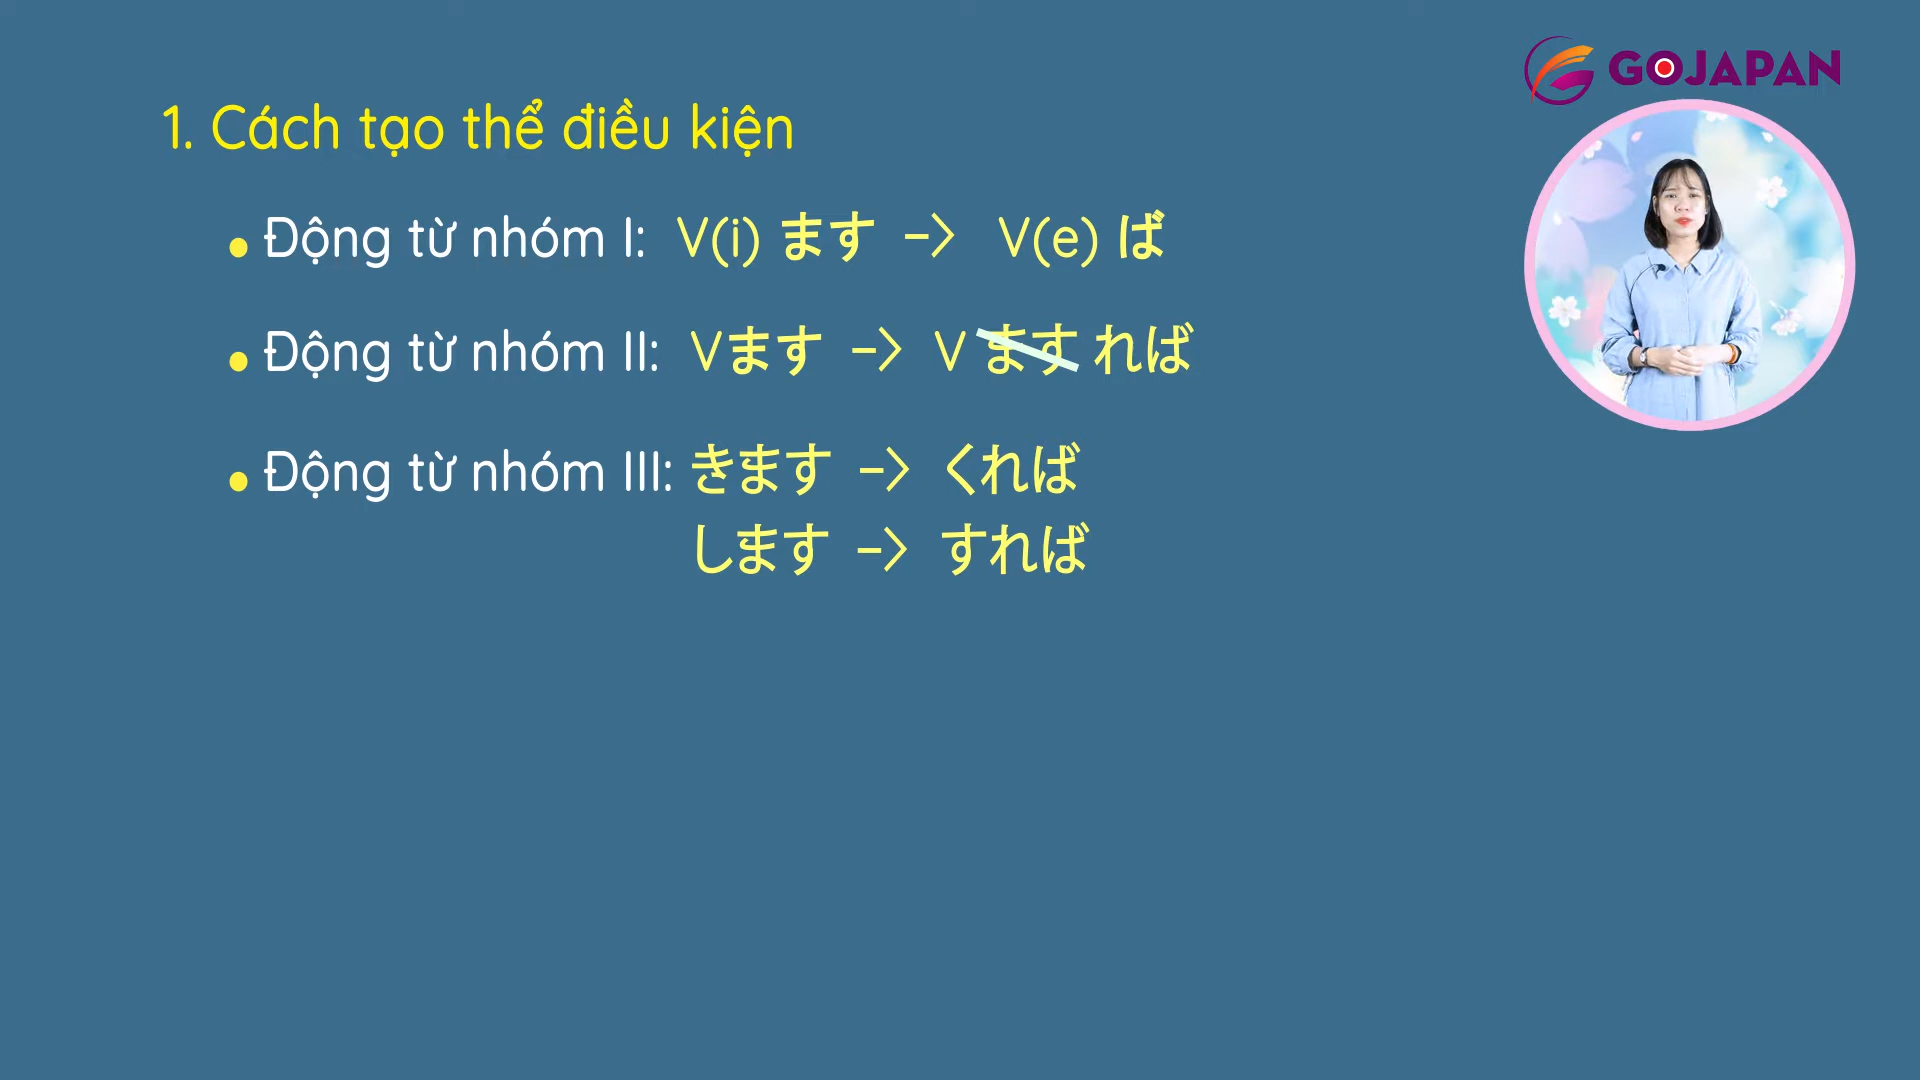 GOJAPAN
1. Cách tạo thể điều kiện
Động từ nhóm I: V(i) ます -> V(e) ば
Động từ nhóm II: Vます -> V ます れば
Động từ nhóm III: きます -> くれば
します -> すれば